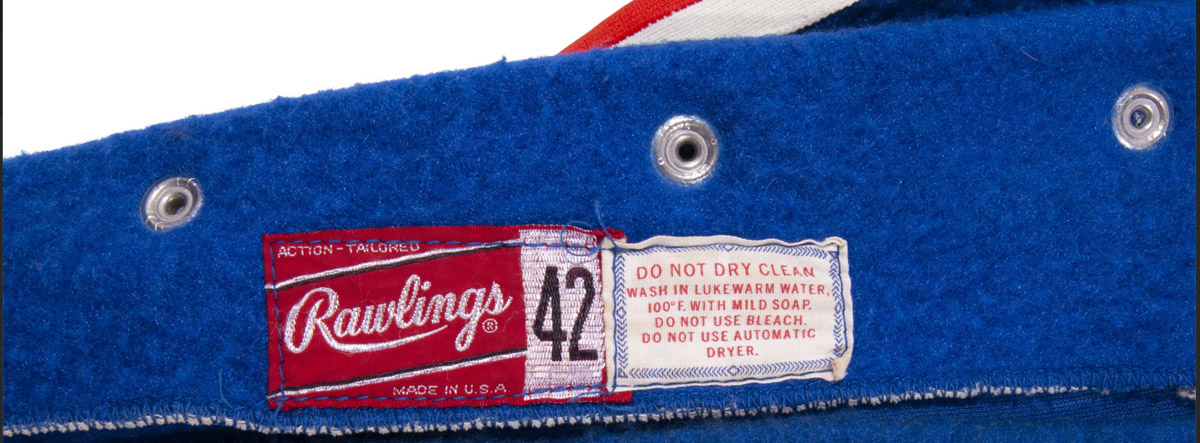 ACTION-TAILORED
Rawlings®
MADE IN U.S.A
42
DO NOT DRY CLEAN
WASH IN LUKEWARM WATER,
100°F. WITH MILD SOAP.
DO NOT USE BLEACH.
DO NOT USE AUTOMATIC
DRYER.